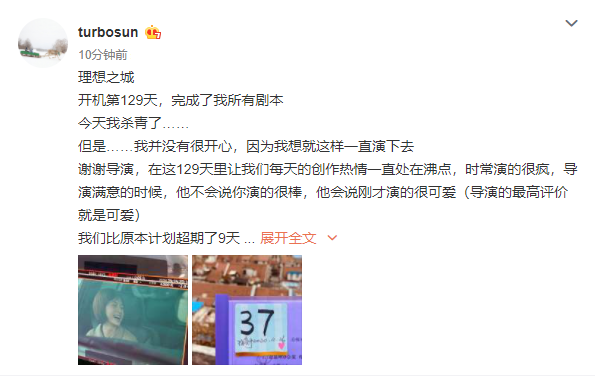 turbosun
10分钟前
理想之城
开机第129天，完成了我所有剧本
今天我杀青了……
但是……我并没有很开心，因为我想就这样一直演下去
谢谢导演，在这129天里让我们每天的创作热情一直处在沸点，时常演的很疯，导
演满意的时候，他不会说你演的很棒，他会说刚才演的很可爱（导演的最高评价
就是可爱）
我们比原本计划超期了9天 ... 展开全文
37